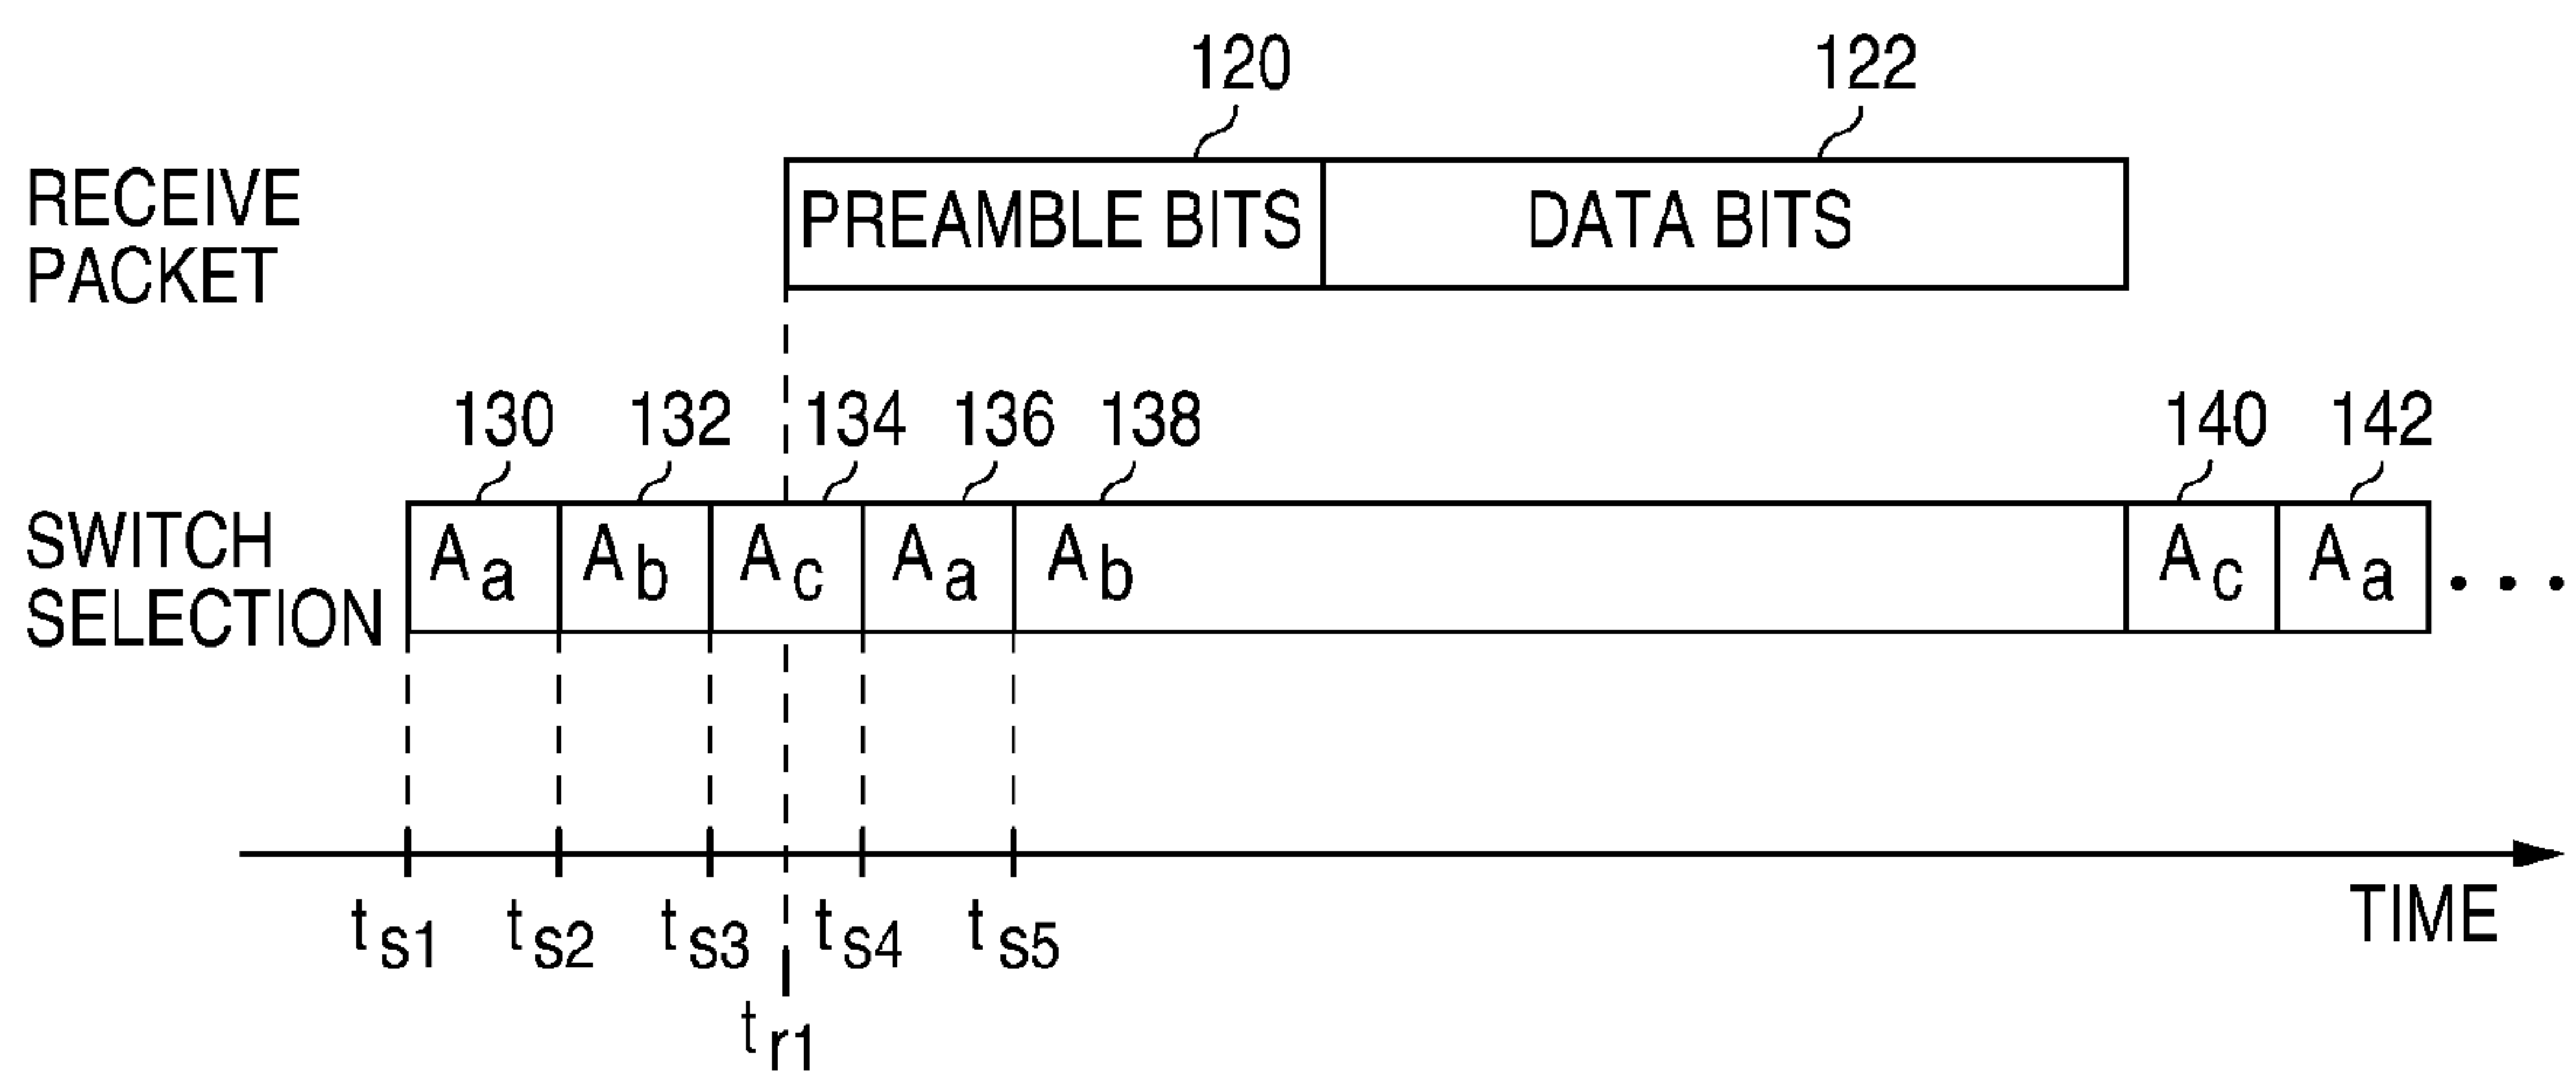 120 122
RECEIVE
PACKET
PREAMBLE BITS DATA BITS
130 132 134 136 138 140 142
SWITCH
SELECTION
Aa Ab Ac Aa Ab Ac Aa ...
ts1 ts2 ts3 ts4 ts5
TIME
tr1